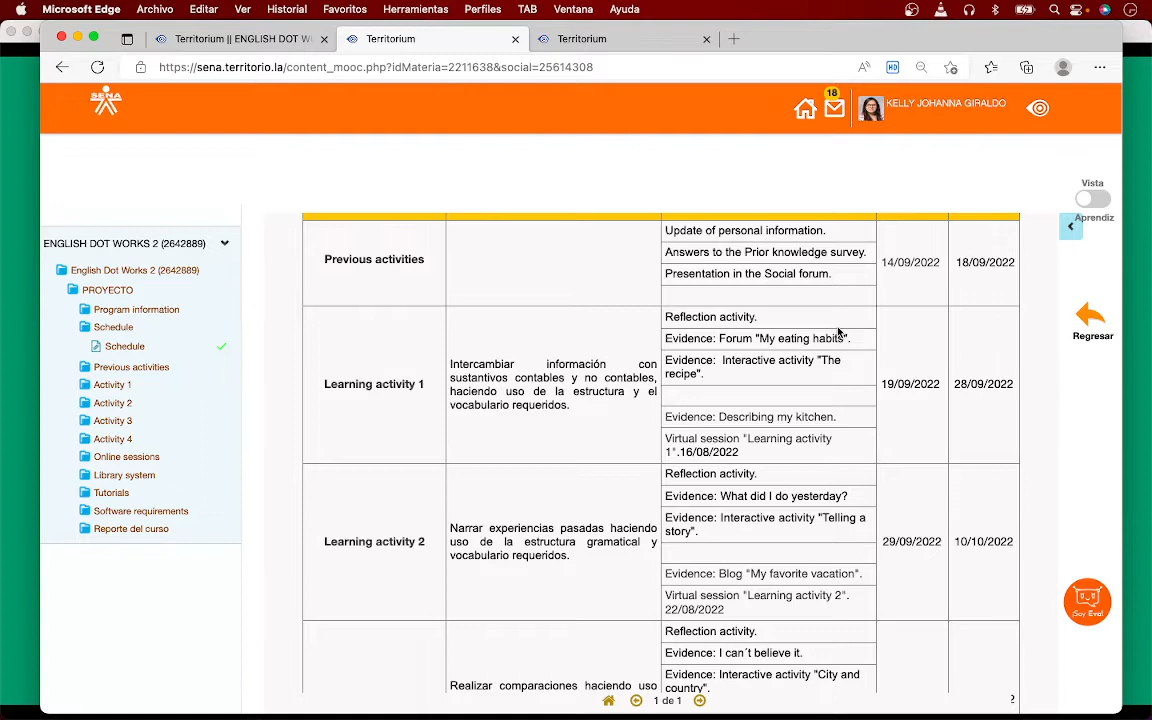 Microsoft Edge Archivo Editar Ver Historial Favoritos Herramientas Perfiles TAB Ventana Ayuda
Territorium || ENGLISH DOT W
Territorium
Territorium
https://sena.territorio.la/content_mooc.php?idMateria=2211638&social=25614308
SENA
18
KELLY JOHANNA GIRALDO
Vista
Aprendiz
Regresar
¡Soy Eva!
ENGLISH DOT WORKS 2 (2642889)
English Dot Works 2 (2642889)
PROYECTO
Program information
Schedule
Schedule
Previous activities
Activity 1
Activity 2
Activity 3
Activity 4
Online sessions
Library system
Tutorials
Software requirements
Reporte del curso
Previous activities
Update of personal information.
Answers to the Prior knowledge survey.
Presentation in the Social forum.
14/09/2022
18/09/2022
Learning activity 1
Intercambiar información con
sustantivos contables y no contables,
haciendo uso de la estructura y el
vocabulario requeridos.
Reflection activity.
Evidence: Forum "My eating habits".
Evidence: Interactive activity "The
recipe".
Evidence: Describing my kitchen.
Virtual session "Learning activity
1".16/08/2022
19/09/2022
28/09/2022
Learning activity 2
Narrar experiencias pasadas haciendo
uso de la estructura gramatical y
vocabulario requeridos.
Reflection activity.
Evidence: What did I do yesterday?
Evidence: Interactive activity "Telling a
story".
Evidence: Blog "My favorite vacation".
Virtual session "Learning activity 2".
22/08/2022
29/09/2022
10/10/2022
Realizar comparaciones haciendo uso
Reflection activity.
Evidence: I can´t believe it.
Evidence: Interactive activity "City and
country".
1 de 1